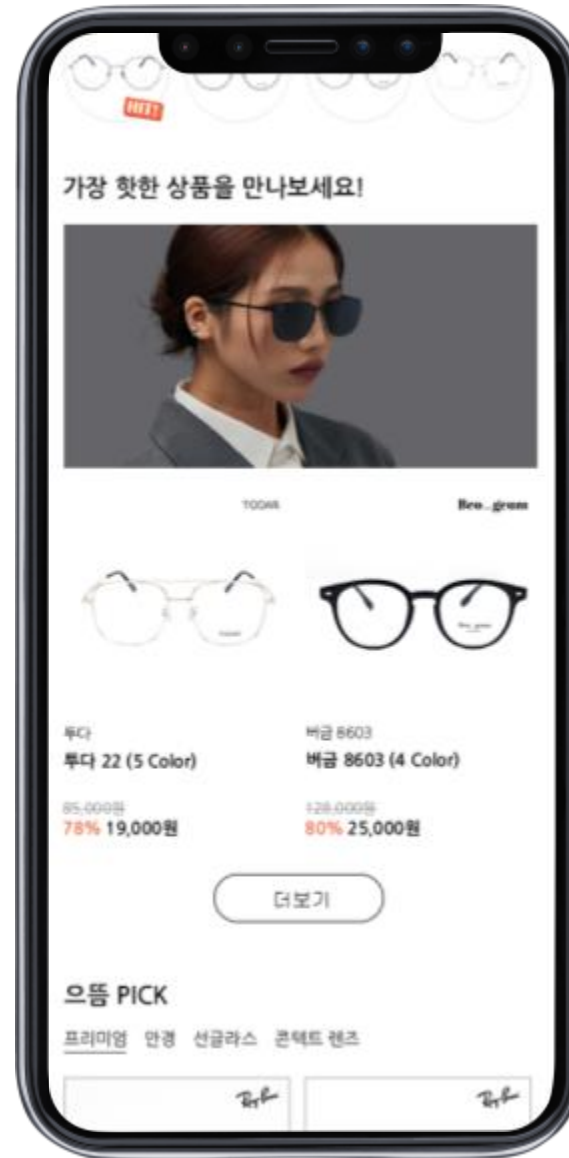 HIT!
가장 핫한 상품을 만나보세요!
TODAR
Bro_geum
투다
버금 8603
투다 22 (5 Color)
버금 8603 (4 Color)
85,000원
128,000원
78% 19,000원
80% 25,000원
더보기
으뜸 PICK
프리미엄 안경 선글라스 콘택트 렌즈